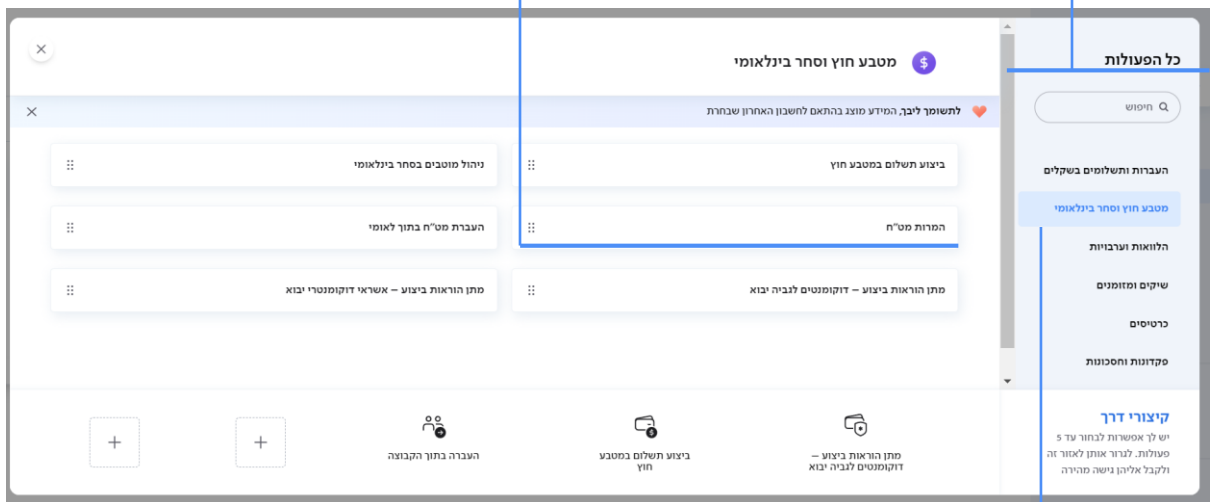 כל הפעולות
חיפוש
העברות ותשלומים בשקלים
מטבע חוץ וסחר בינלאומי
הלוואות וערבויות
שיקים ומזומנים
כרטיסים
פקדונות וחסכונות
מטבע חוץ וסחר בינלאומי
לתשומך ליבך, המידע מוצג בהתאם לחשבון האחרון שבחרת
ביצוע תשלום במטבע חוץ
ניהול מוטבים בסחר בינלאומי
המרות מט"ח
העברת מט"ח בתוך לאומי
מתן הוראות ביצוע – דוקומנטים לגביה יבוא
מתן הוראות ביצוע – אשראי דוקומנטרי יבוא
קיצורי דרך
יש לך אפשרות לבחור עד 5
פעולות. לגרור אותן לאזור זה
ולקבל אליהן גישה מהירה
מתן הוראות ביצוע –
דוקומנטים לגביה יבוא
ביצוע תשלום במטבע
חוץ
העברה בתוך הקבוצה